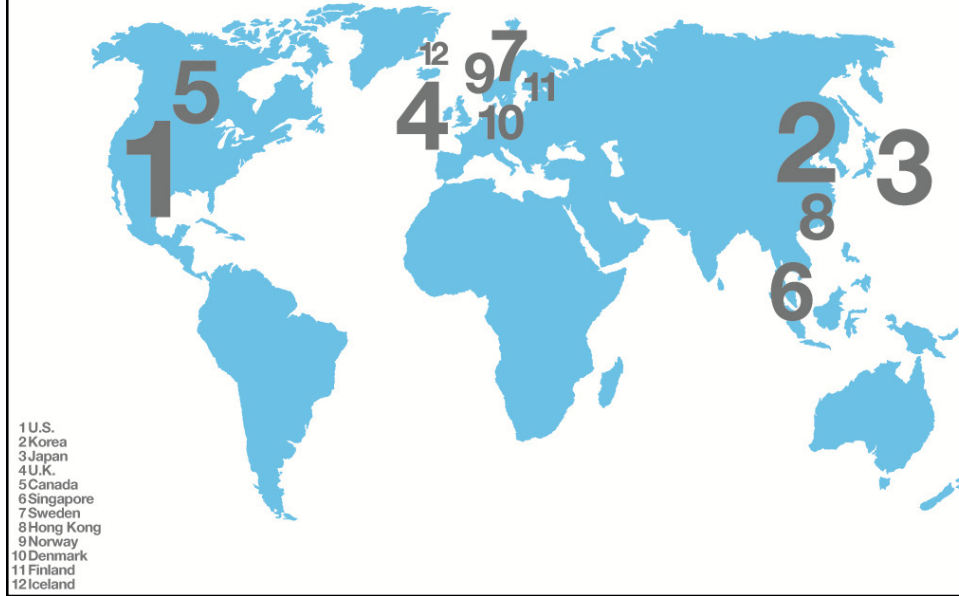 12
7
9
5
11
4
10
1
2
3
8
6
1 U.S.
2 Korea
3 Japan
4 U.K.
5 Canada
6 Singapore
7 Sweden
8 Hong Kong
9 Norway
10 Denmark
11 Finland
12 Iceland